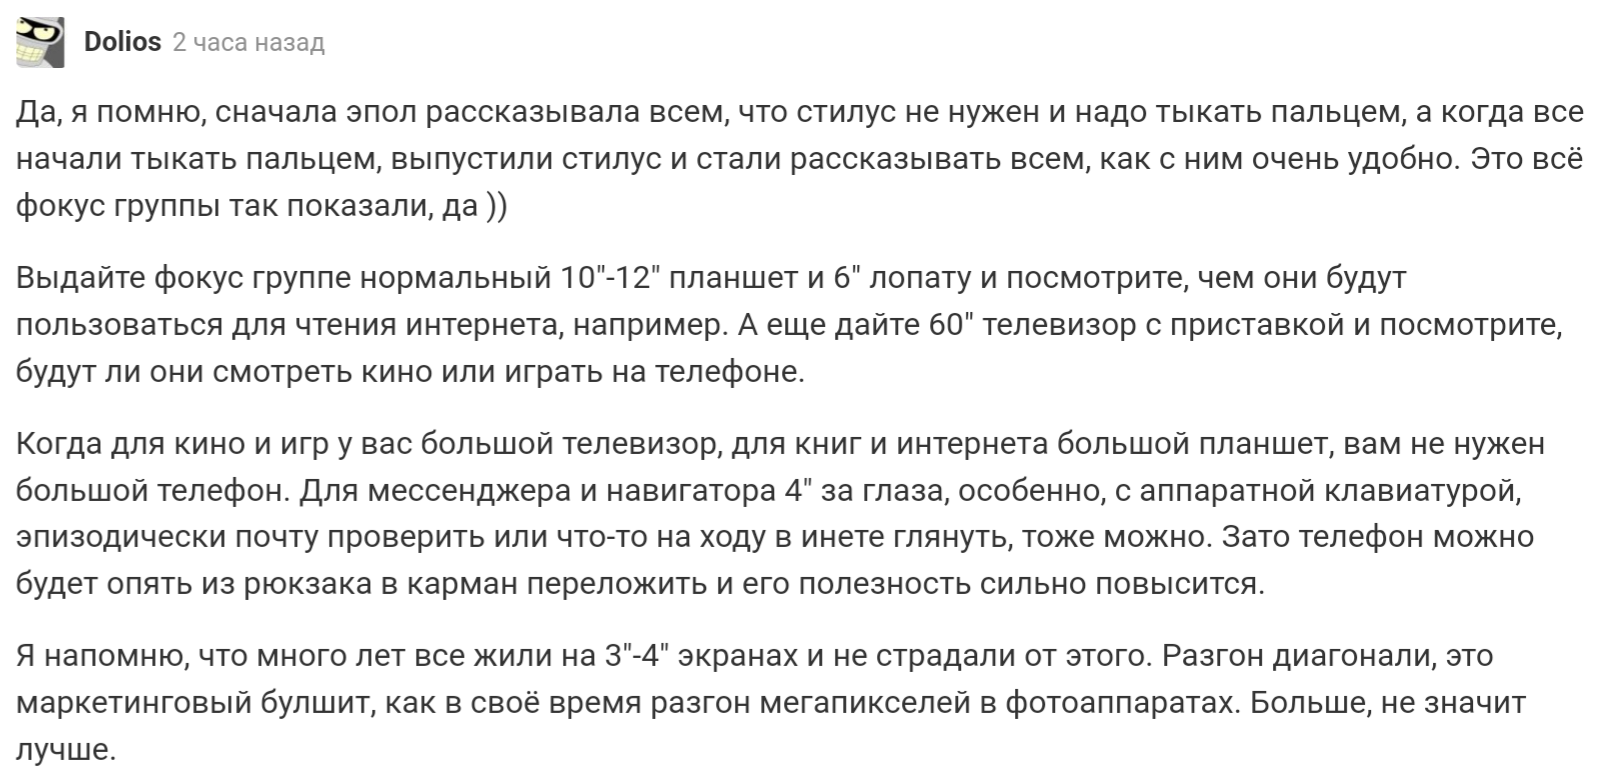 Dolios 2 часа назад
Да, я помню, сначала эпол рассказывала всем, что стилус не нужен и надо тыкать пальцем, а когда все
начали тыкать пальцем, выпустили стилус и стали рассказывать всем, как с ним очень удобно. Это всё
фокус группы так показали, да ))
Выдайте фокус группе нормальный 10"-12" планшет и 6" лопату и посмотрите, чем они будут
пользоваться для чтения интернета, например. А еще дайте 60" телевизор с приставкой и посмотрите,
будут ли они смотреть кино или играть на телефоне.
Когда для кино и игр у вас большой телевизор, для книг и интернета большой планшет, вам не нужен
большой телефон. Для мессенджера и навигатора 4" за глаза, особенно, с аппаратной клавиатурой,
эпизодически почту проверить или что-то на ходу в инете глянуть, тоже можно. Зато телефон можно
будет опять из рюкзака в карман переложить и его полезность сильно повысится.
Я напомню, что много лет все жили на 3"-4" экранах и не страдали от этого. Разгон диагонали, это
маркетинговый булшит, как в своё время разгон мегапикселей в фотоаппаратах. Больше, не значит
лучше.